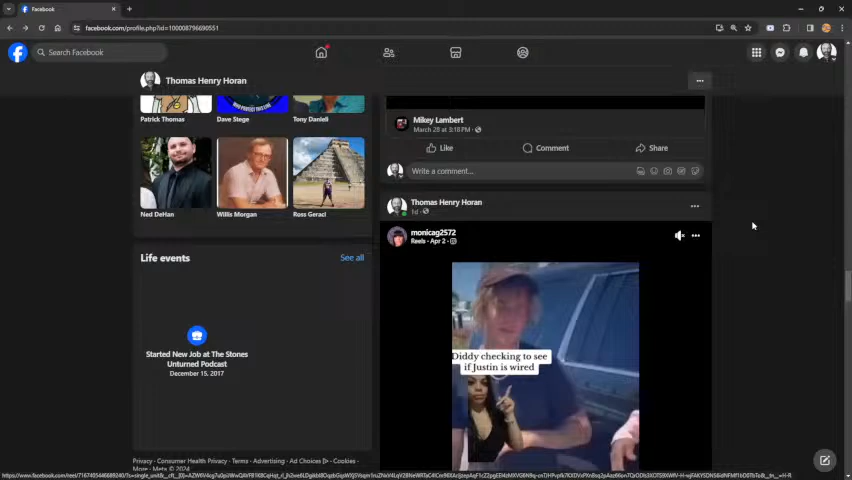 Facebook
facebook.com/profile.php?id=100008796690551
Search Facebook
Thomas Henry Horan
Patrick Thomas
Dave Stege
Tony Danieli
Ned DeHan
Willis Morgan
Ross Geraci
Life events
See all
Started New Job at The Stones
Unturned Podcast
December 15, 2017
Privacy · Consumer Health Privacy · Terms · Advertising · Ad Choices · Cookies ·
More · Meta © 2024
Mikey Lambert
March 28 at 3:18 PM
Like
Comment
Share
Write a comment...
Thomas Henry Horan
1d
monicag2572
Reels · Apr 2
Diddy checking to see
if Justin is wired